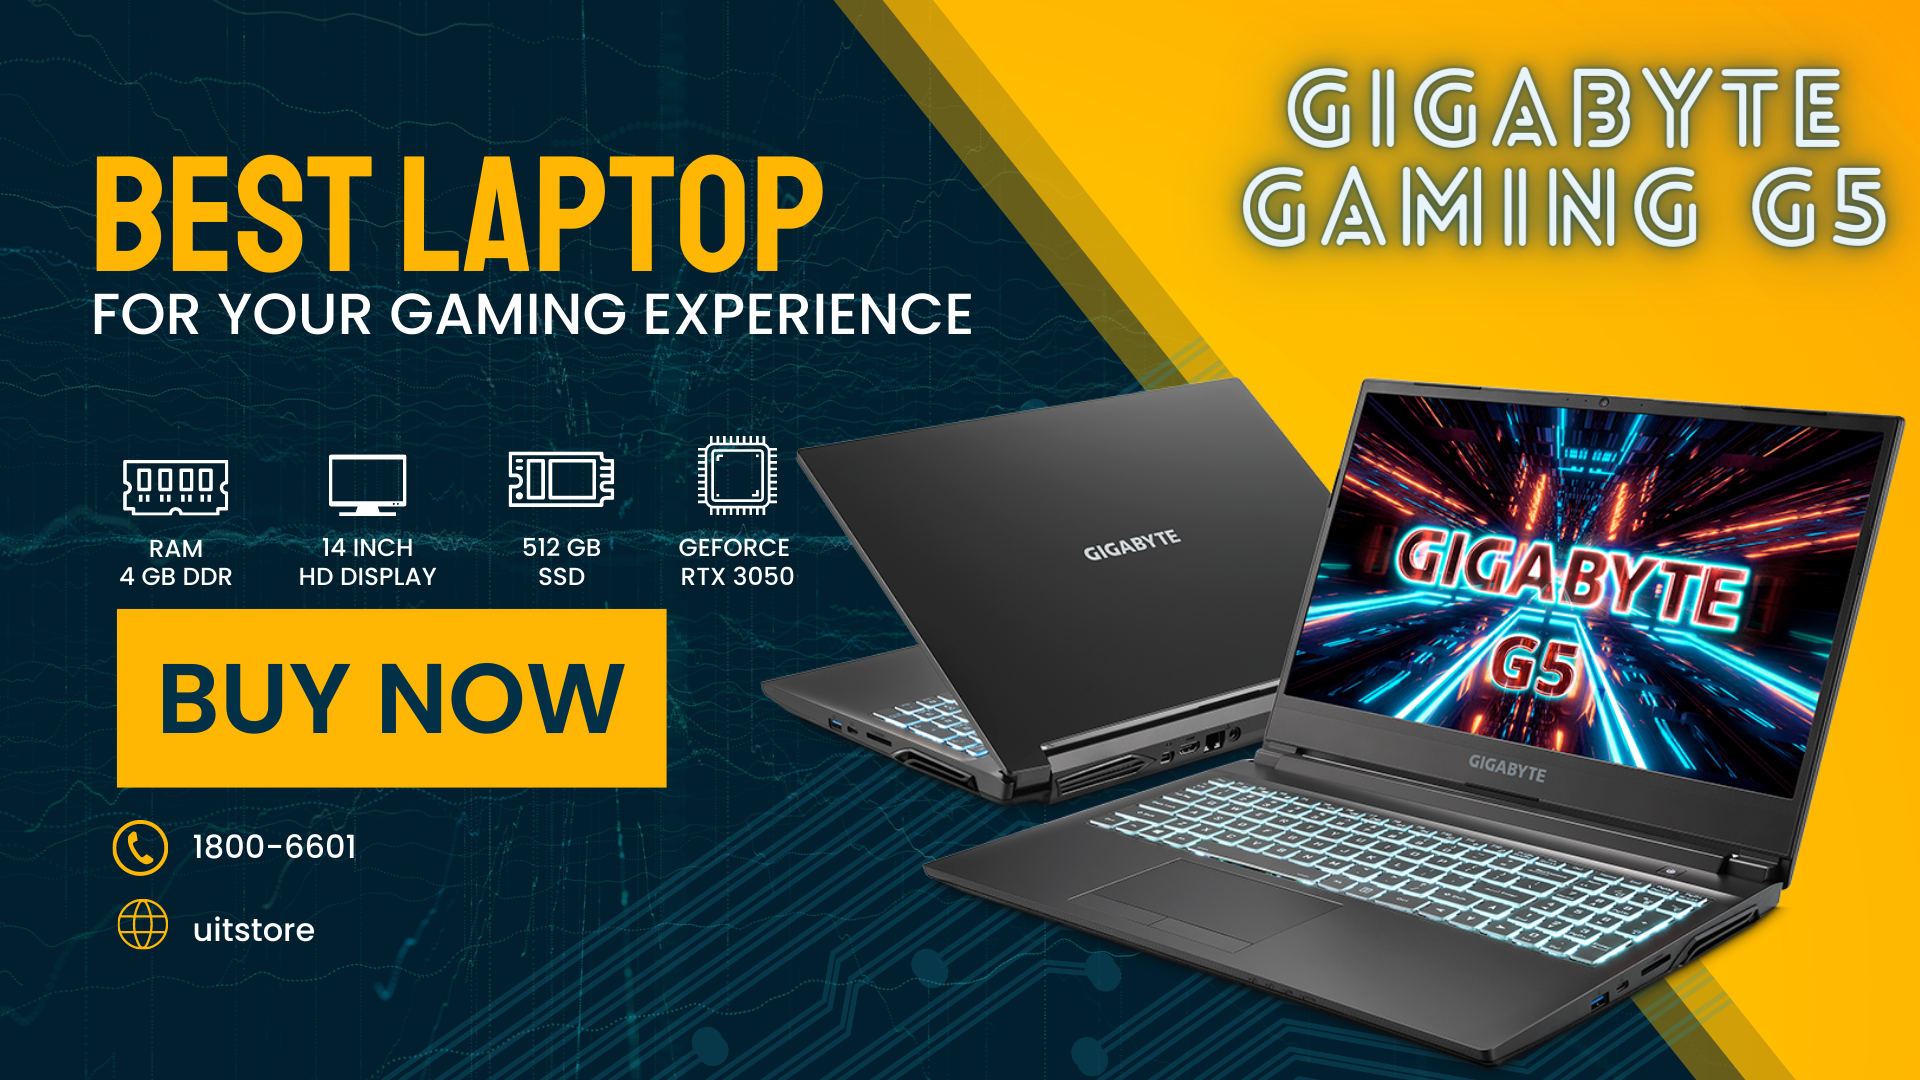 GIGABYTE
GAMING G5
BEST LAPTOP
FOR YOUR GAMING EXPERIENCE
RAM
4 GB DDR
14 INCH
HD DISPLAY
512 GB
SSD
GEFORCE
RTX 3050
BUY NOW
1800-6601
uitstore
GIGABYTE
GIGABYTE
G5
GIGABYTE